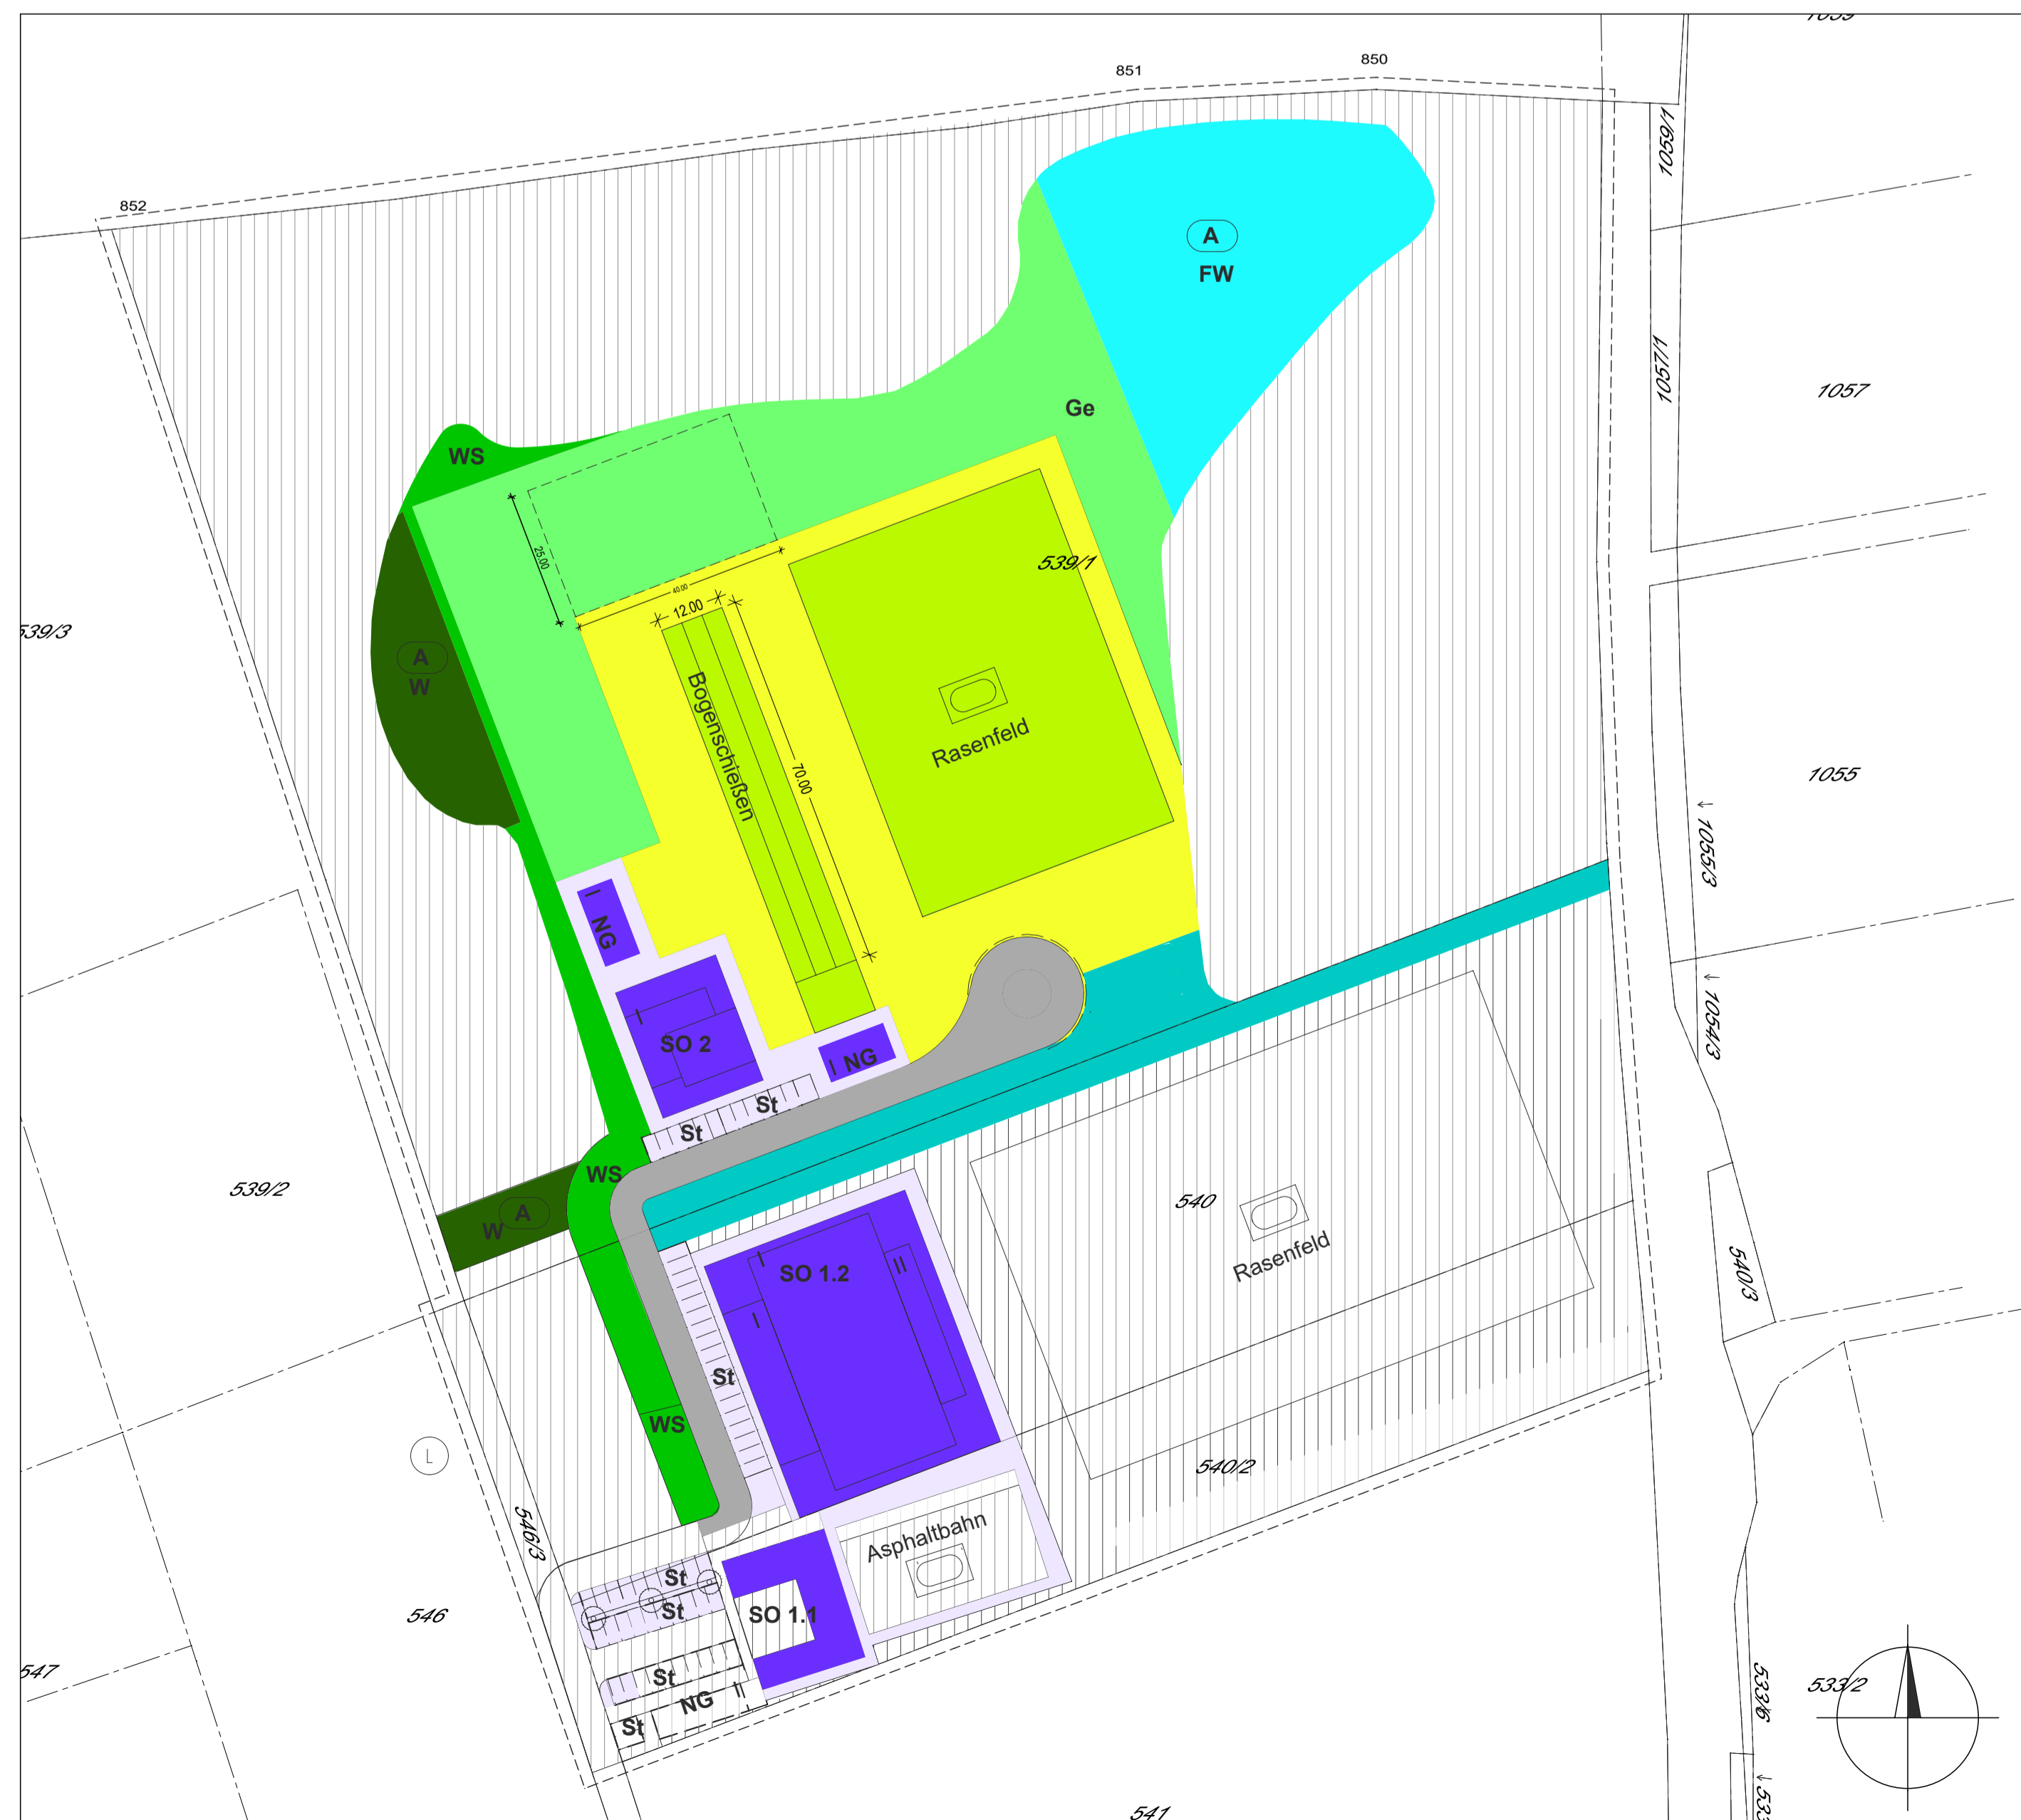 1059
850
851
852
1059/1
A
FW
1057/1
1057
Ge
WS
25.00
539/1
40.00
12.00
539/3
A
W
Bogenschießen
Rasenfeld
70.00
1055
1055/3
I
NG
1054/3
I
SO 2
I NG
St
St
WS
539/2
A
W
540
Rasenfeld
I
SO 1.2
II
I
540/3
St
WS
L
540/2
546/3
Asphaltbahn
St
St
SO 1.1
546
547
St
NG
II
St
533/6
533/2
541